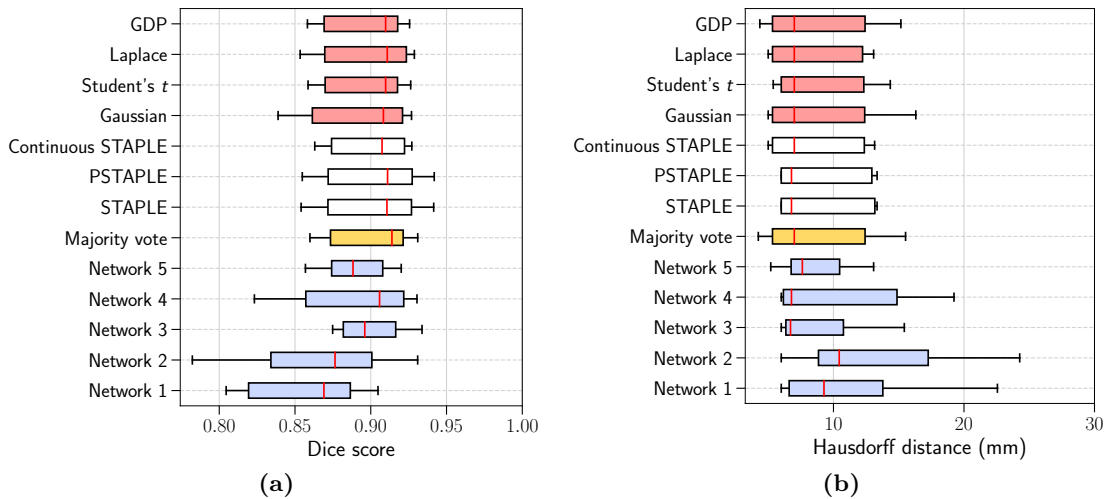 GDP
Laplace
Student's t
Gaussian
Continuous STAPLE
PSTAPLE
STAPLE
Majority vote
Network 5
Network 4
Network 3
Network 2
Network 1
0.80 0.85 0.90 0.95 1.00
Dice score
(a)
GDP
Laplace
Student's t
Gaussian
Continuous STAPLE
PSTAPLE
STAPLE
Majority vote
Network 5
Network 4
Network 3
Network 2
Network 1
10 20 30
Hausdorff distance (mm)
(b)